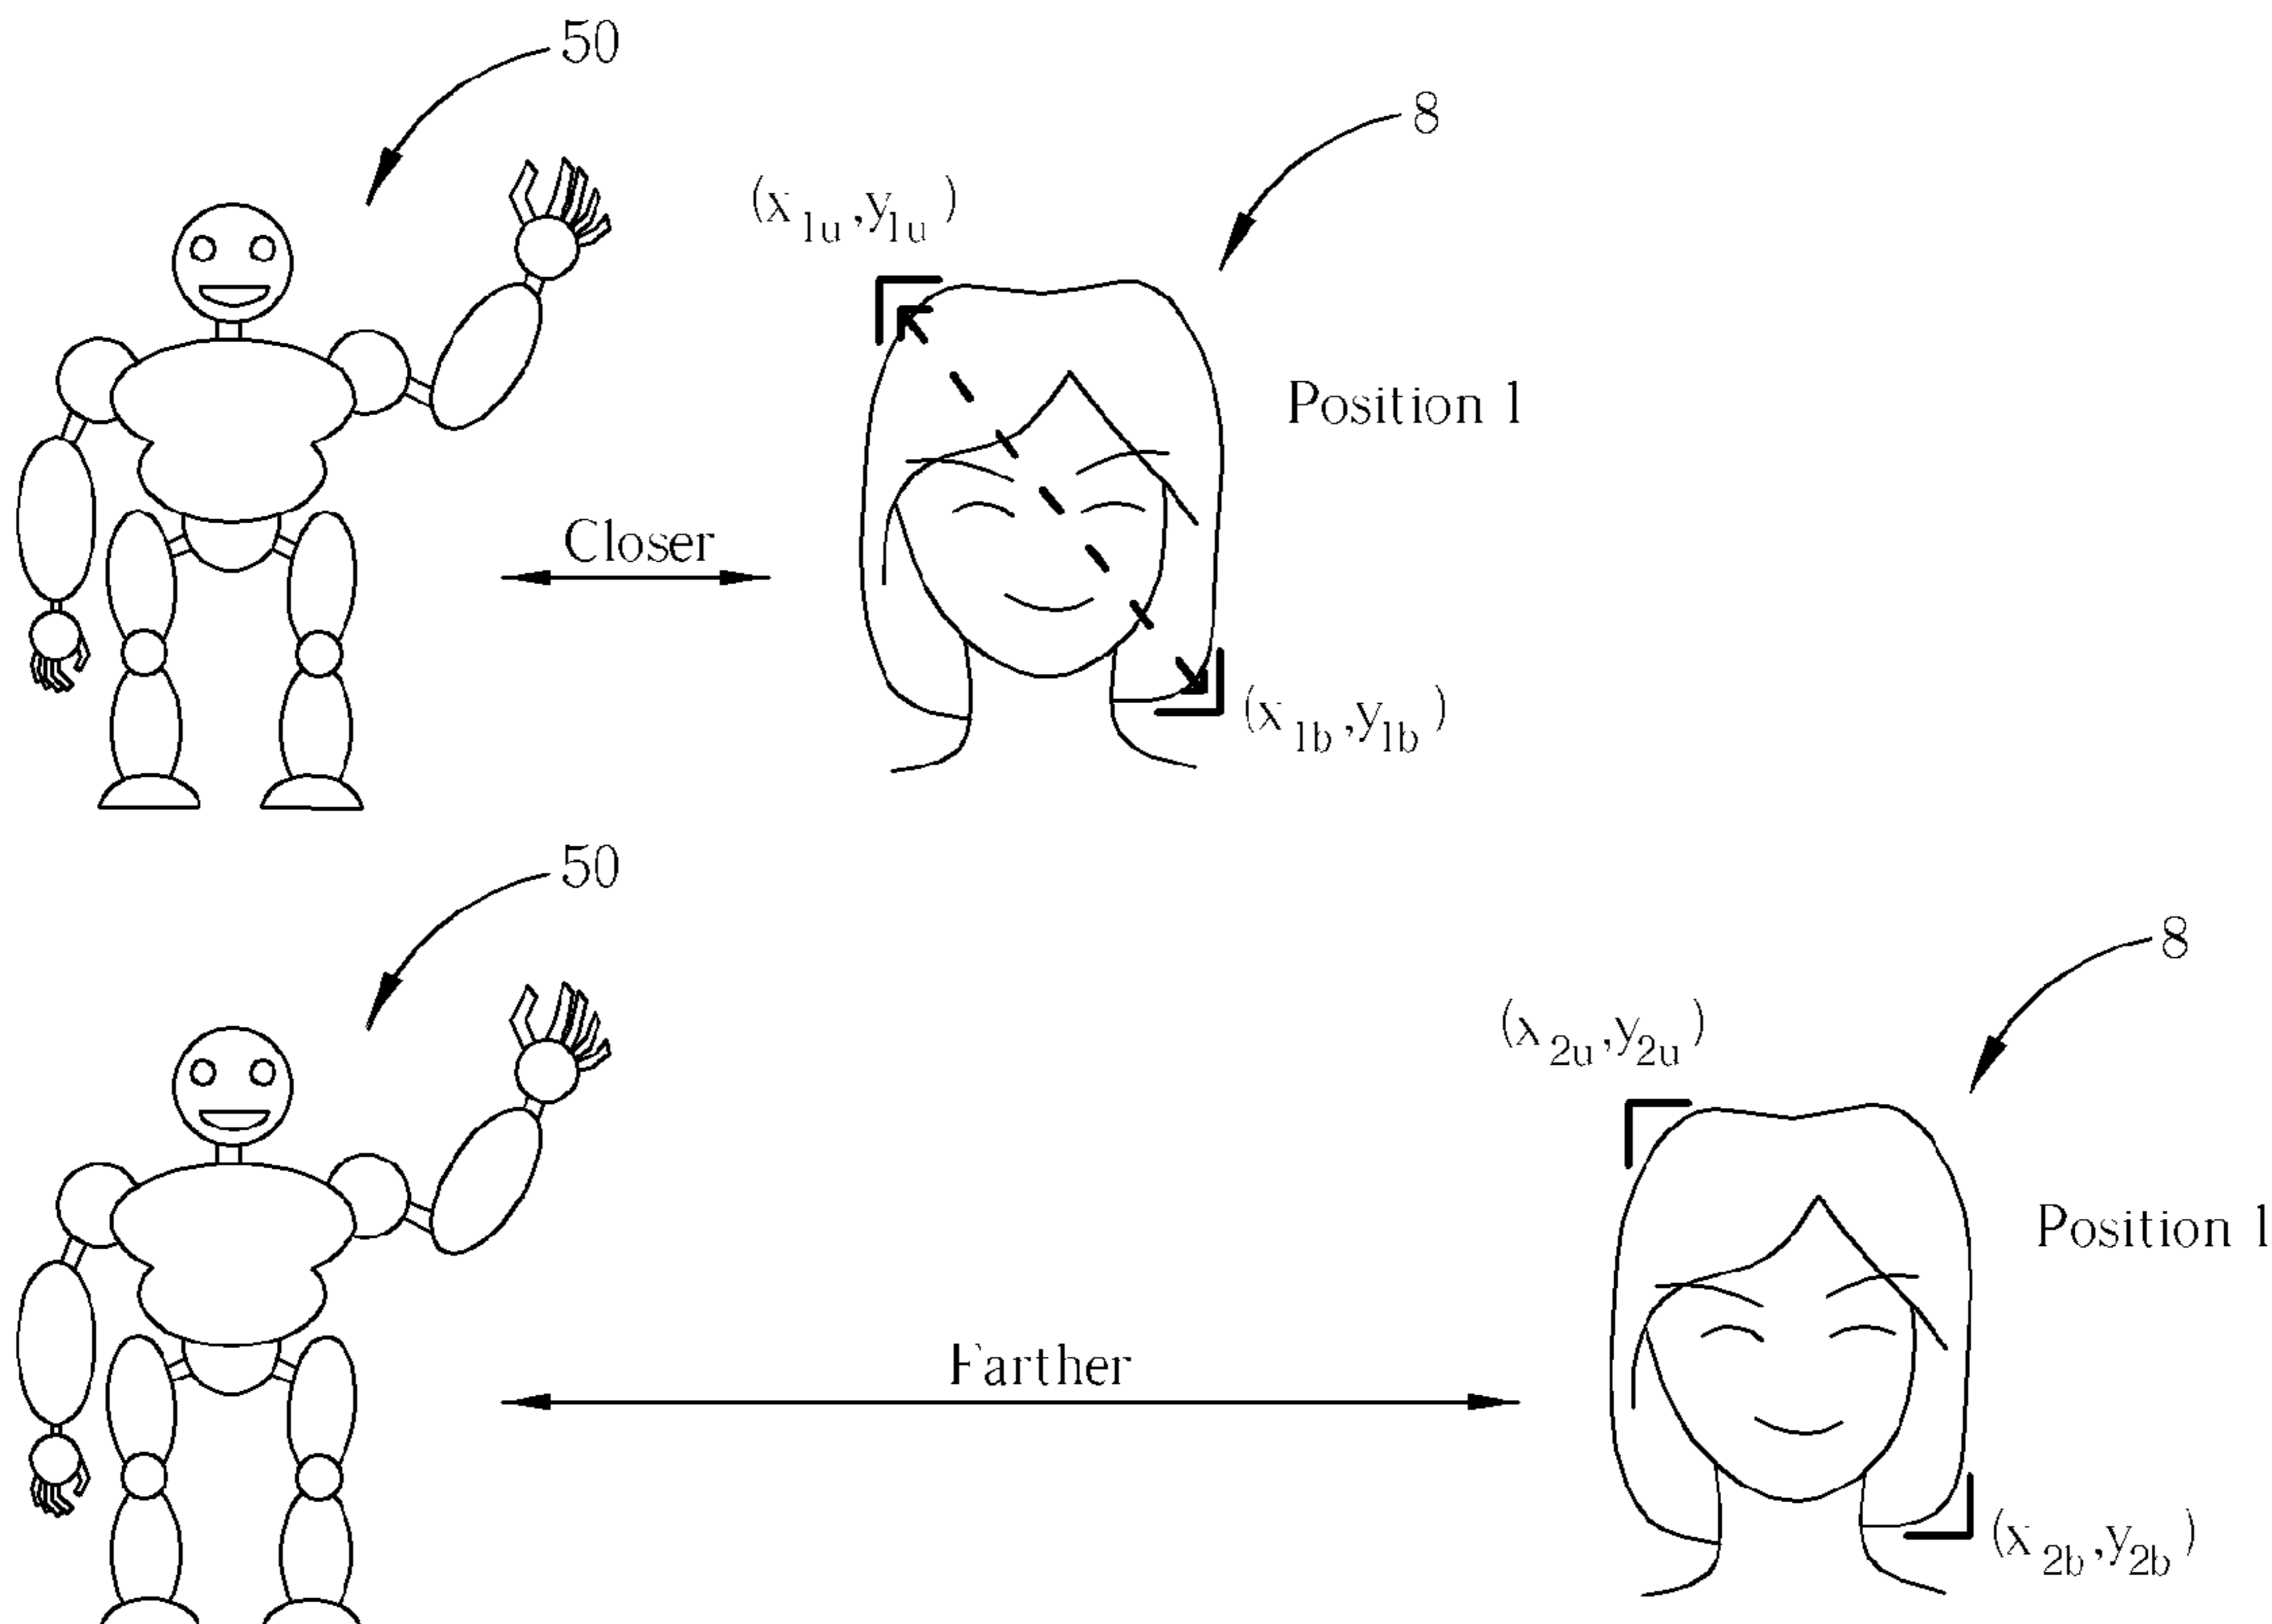 50
8
(x1u,y1u)
Position 1
Closer
(x1b,y1b)
50
8
(x2u,y2u)
Position 1
Farther
(x2b,y2b)